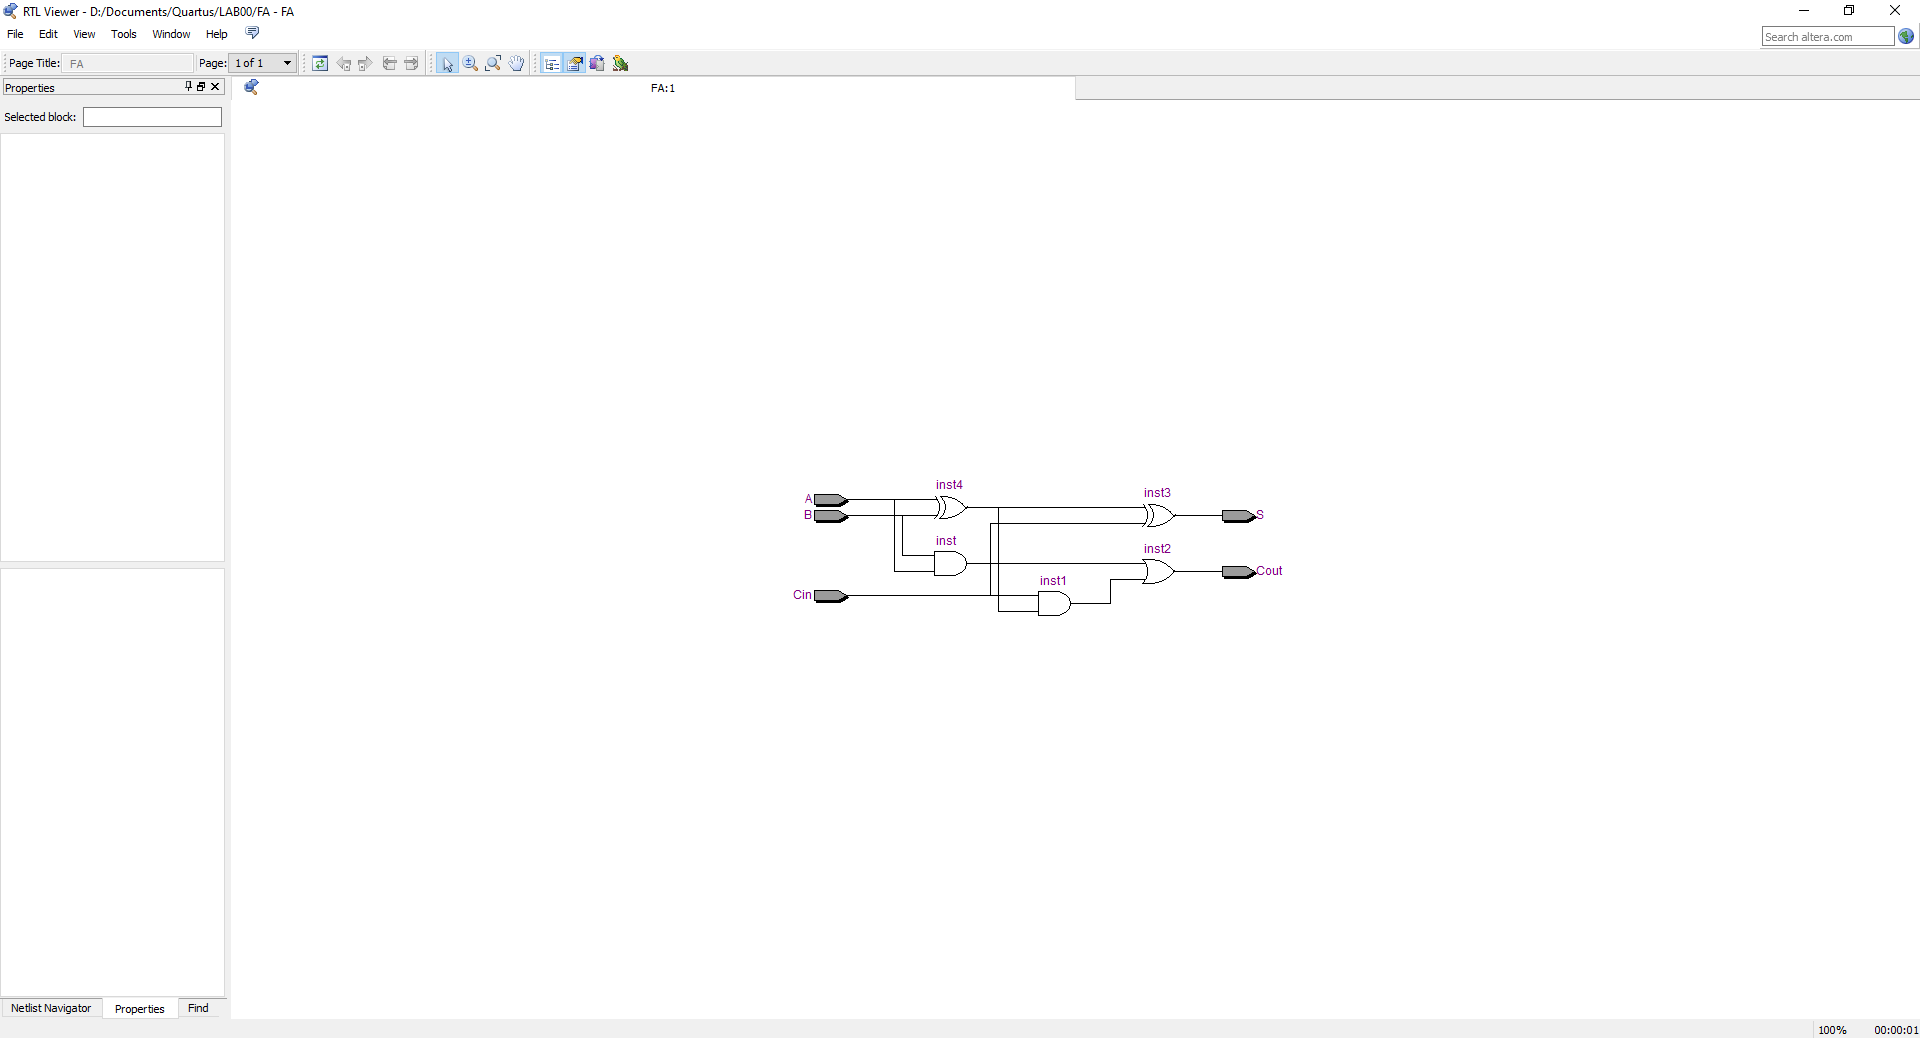 RTL Viewer - D:/Documents/Quartus/LAB00/FA - FA
File Edit View Tools Window Help
Search altera.com
Page Title: FA Page: 1 of 1
Properties
FA:1
Selected block:
inst4
inst3
A
B
S
inst
inst2
Cout
inst1
Cin
Netlist Navigator Properties Find
100% 00:00:01